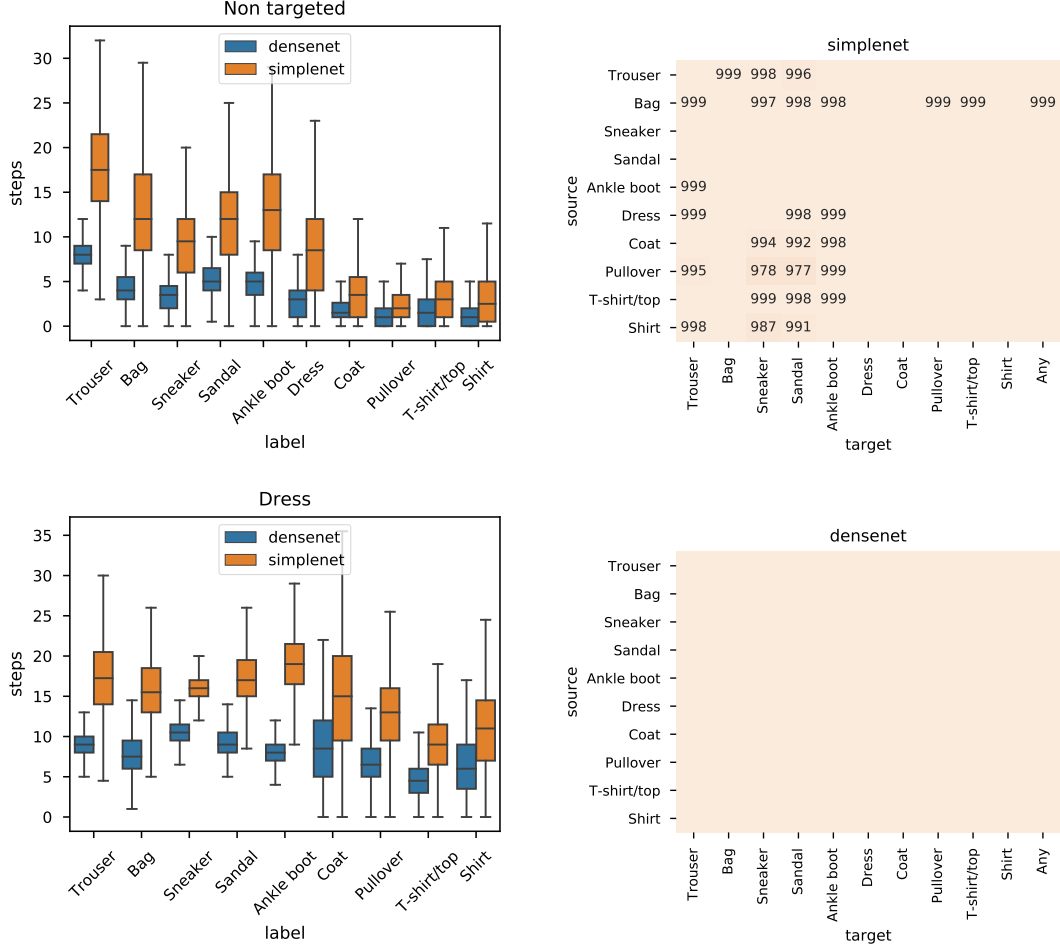 Non targeted
densenet
simplenet
30
25
20
15
10
5
0
steps
Trouser
Bag
Sneaker
Sandal
Ankle boot
Dress
Coat
Pullover
T-shirt/top
Shirt
label
simplenet
source
Trouser 999 998 996
Bag 999 997 998 998 999 999 999
Sneaker
Sandal
Ankle boot 999
Dress 999 998 999
Coat 994 992 998
Pullover 995 978 977 999
T-shirt/top 999 998 999
Shirt 998 987 991
Trouser
Bag
Sneaker
Sandal
Ankle boot
Dress
Coat
Pullover
T-shirt/top
Shirt
Any
target
Dress
densenet
simplenet
35
30
25
20
15
10
5
0
steps
Trouser
Bag
Sneaker
Sandal
Ankle boot
Coat
Pullover
T-shirt/top
Shirt
label
densenet
source
Trouser
Bag
Sneaker
Sandal
Ankle boot
Dress
Coat
Pullover
T-shirt/top
Shirt
Trouser
Bag
Sneaker
Sandal
Ankle boot
Dress
Coat
Pullover
T-shirt/top
Shirt
Any
target